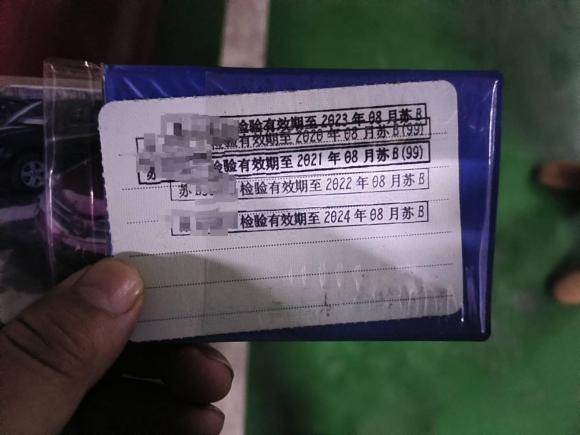 检验有效期至 2023 年 08 月苏 B
检验有效期至 2020 年 08 月苏 B(99)
苏 检验有效期至 2021 年 08 月苏 B(99)
苏 B 检验有效期至 2022 年 08 月苏 B
检验有效期至 2024 年 08 月苏 B